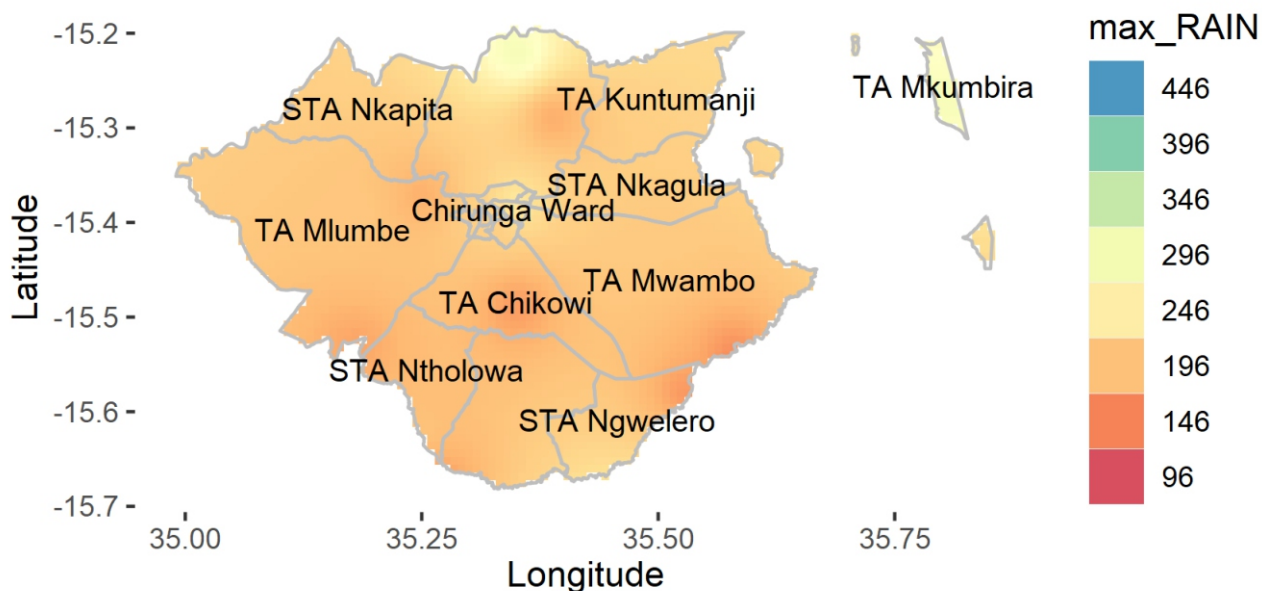 max_RAIN
446
396
346
296
246
196
146
96
Latitude
-15.2
-15.3
-15.4
-15.5
-15.6
-15.7
STA Nkapita
TA Kuntumanji
TA Mkumbira
STA Nkagula
Chirunga Ward
TA Mlumbe
TA Mwambo
TA Chikowi
STA Ntholowa
STA Ngwelero
35.00 35.25 35.50 35.75
Longitude